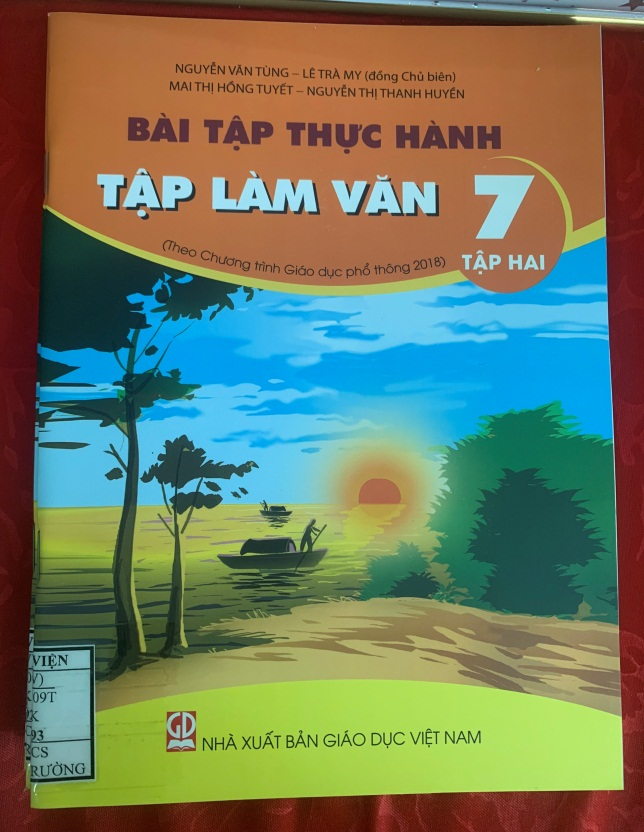 NGUYỄN VĂN TÙNG – LÊ TRÀ MY (đồng Chủ biên)
MAI THỊ HỒNG TUYẾT – NGUYỄN THỊ THANH HUYỀN
BÀI TẬP THỰC HÀNH
TẬP LÀM VĂN 7
(Theo Chương trình Giáo dục phổ thông 2018)
TẬP HAI
VIỆN
09T
K
93
CS
RƯỜNG
GD
NHÀ XUẤT BẢN GIÁO DỤC VIỆT NAM